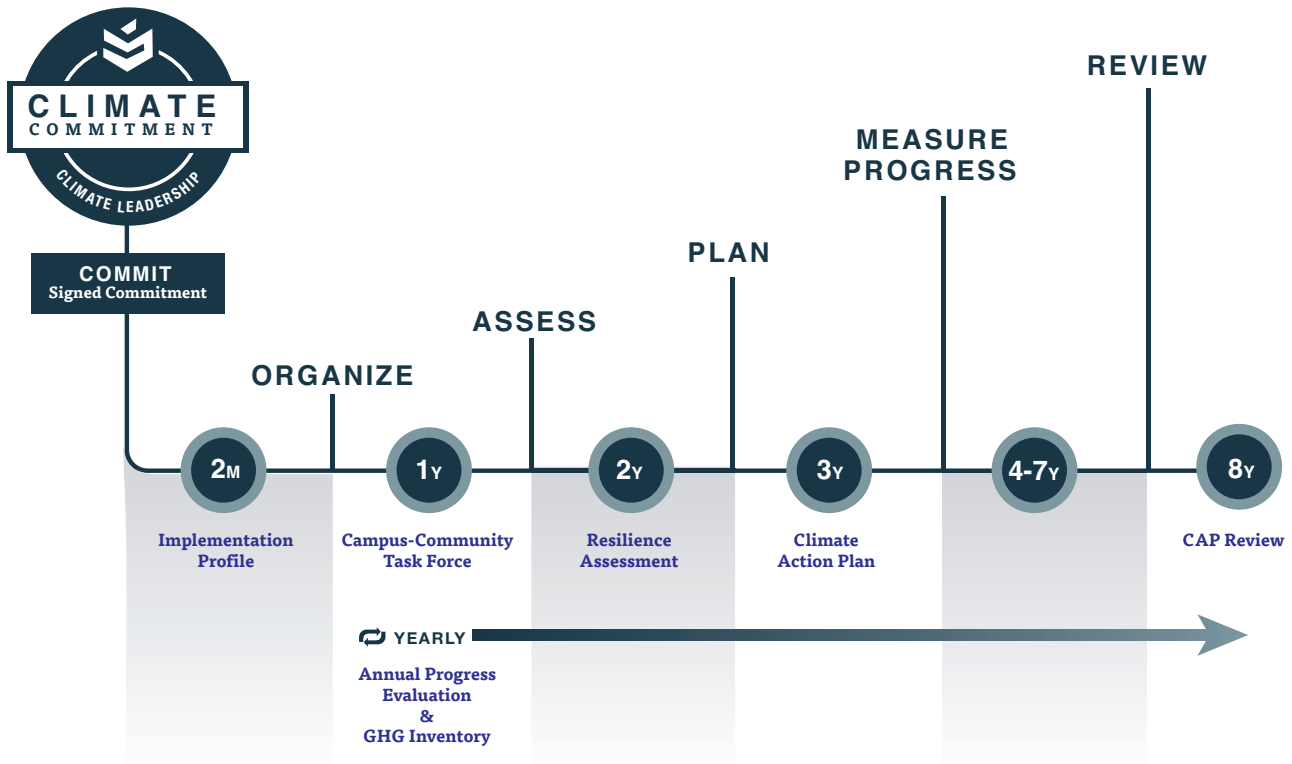 CLIMATE
COMMITMENT
CLIMATE LEADERSHIP
COMMIT
Signed Commitment
ORGANIZE
ASSESS
PLAN
MEASURE
PROGRESS
REVIEW
2M
1Y
2Y
3Y
4-7Y
8Y
Implementation
Profile
Campus-Community
Task Force
Resilience
Assessment
Climate
Action Plan
CAP Review
YEARLY
Annual Progress
Evaluation
&
GHG Inventory